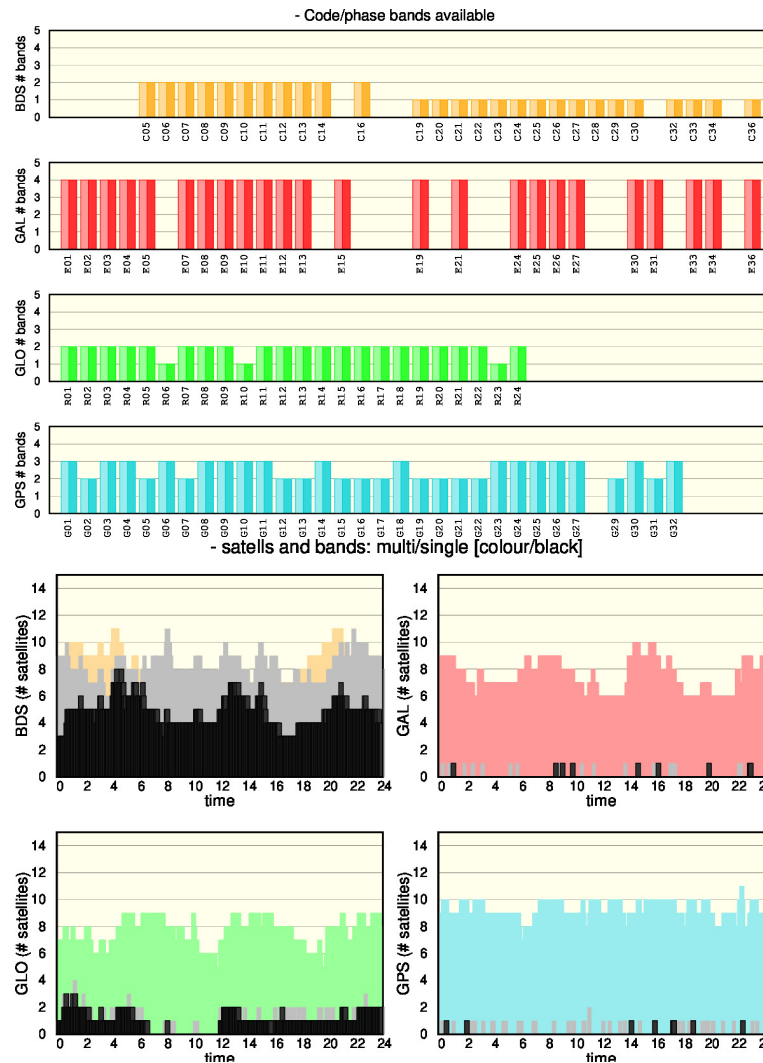 - Code/phase bands available
BDS # bands
5
4
3
2
1
0
C05 C06 C07 C08 C09 C10 C11 C12 C13 C14 C16 C19 C20 C21 C22 C23 C24 C25 C26 C27 C28 C29 C30 C32 C33 C34 C36
GAL # bands
5
4
3
2
1
0
E01 E02 E03 E04 E05 E07 E08 E09 E10 E11 E12 E13 E15 E19 E21 E24 E25 E26 E27 E30 E31 E33 E34 E36
GLO # bands
5
4
3
2
1
0
R01 R02 R03 R04 R05 R06 R07 R08 R09 R10 R11 R12 R13 R14 R15 R16 R17 R18 R19 R20 R21 R22 R23 R24
GPS # bands
5
4
3
2
1
0
G01 G02 G03 G04 G05 G06 G07 G08 G09 G10 G11 G12 G13 G14 G15 G16 G17 G18 G19 G20 G21 G22 G23 G24 G25 G26 G27 G29 G30 G31 G32
- satells and bands: multi/single [colour/black]
BDS (# satellites)
14
12
10
8
6
4
2
0
0 2 4 6 8 10 12 14 16 18 20 22 24
time
GAL (# satellites)
14
12
10
8
6
4
2
0
0 2 4 6 8 10 12 14 16 18 20 22
time
GLO (# satellites)
14
12
10
8
6
4
2
0
0 2 4 6 8 10 12 14 16 18 20 22 24
time
GPS (# satellites)
14
12
10
8
6
4
2
0
0 2 4 6 8 10 12 14 16 18 20 22
time